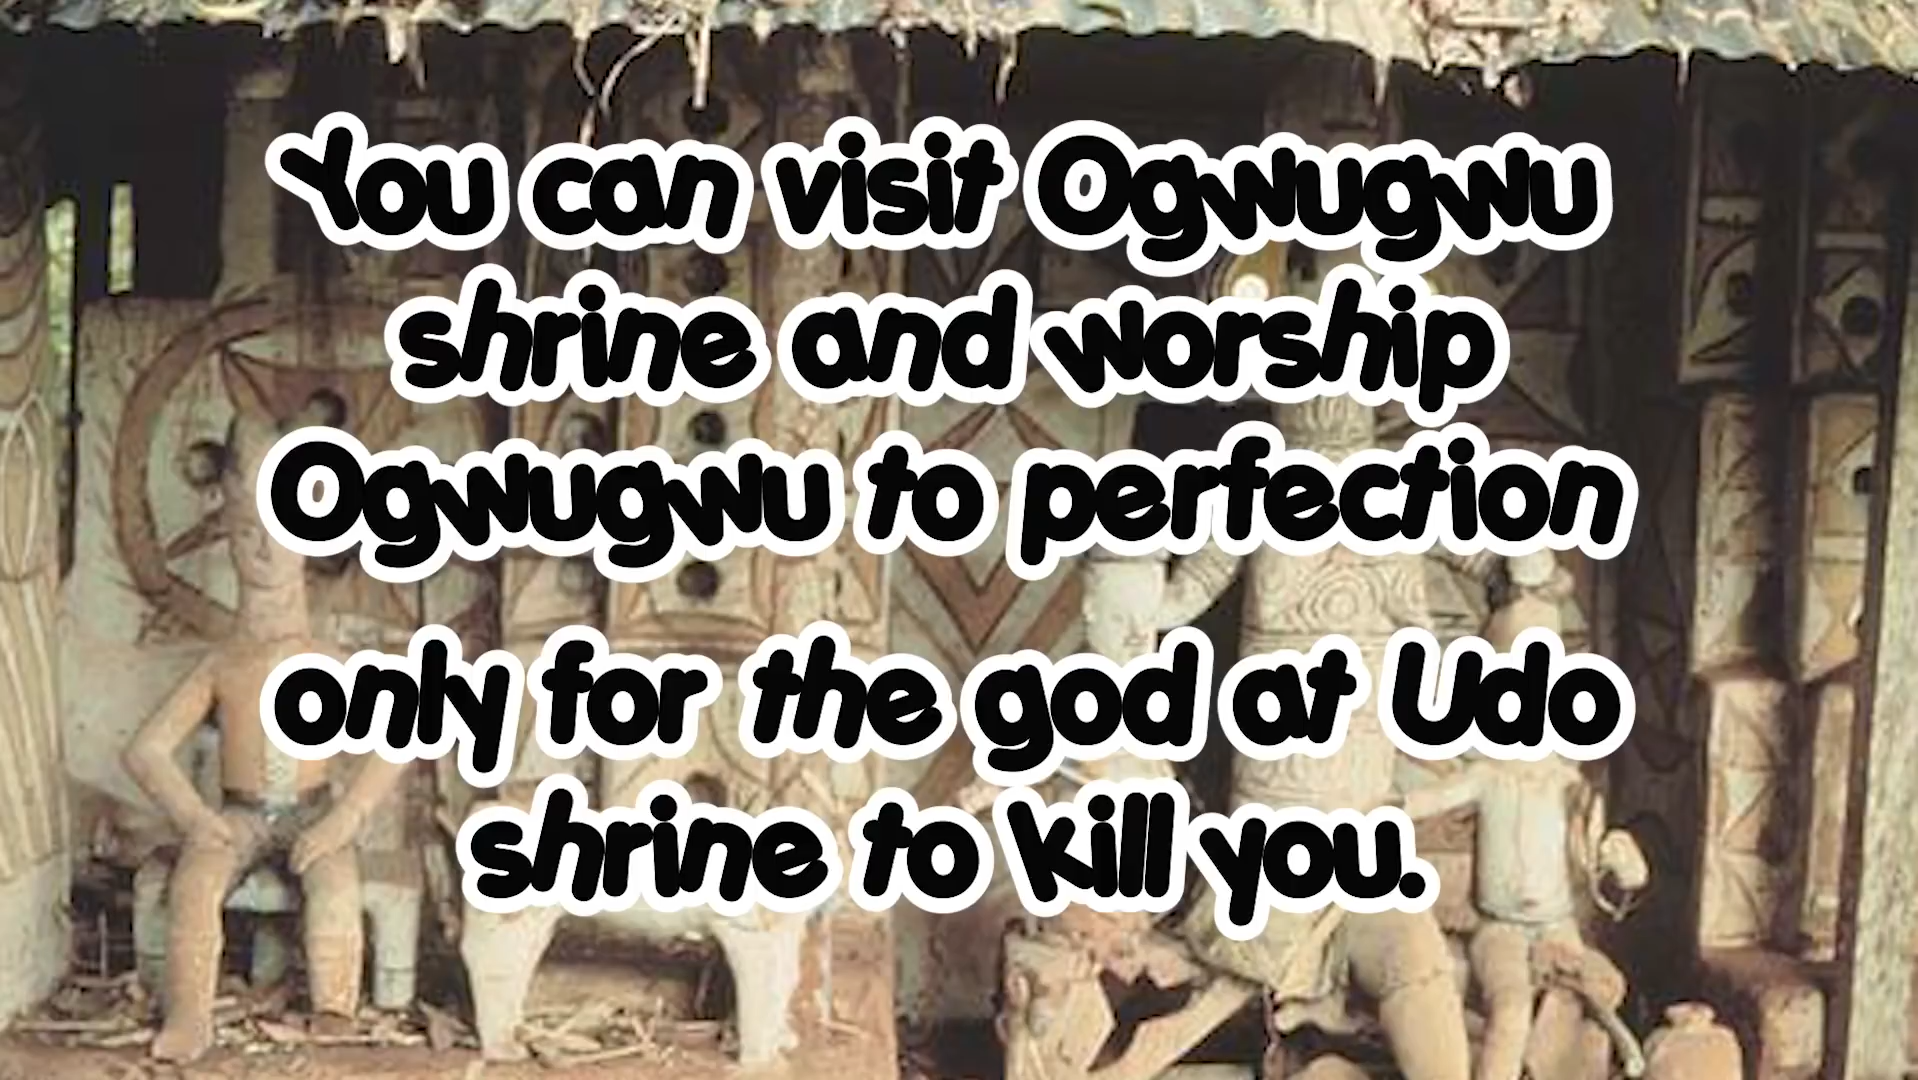 You can visit Ogwugwu
shrine and worship
Ogwugwu to perfection
only for the god at Udo
shrine to kill you.